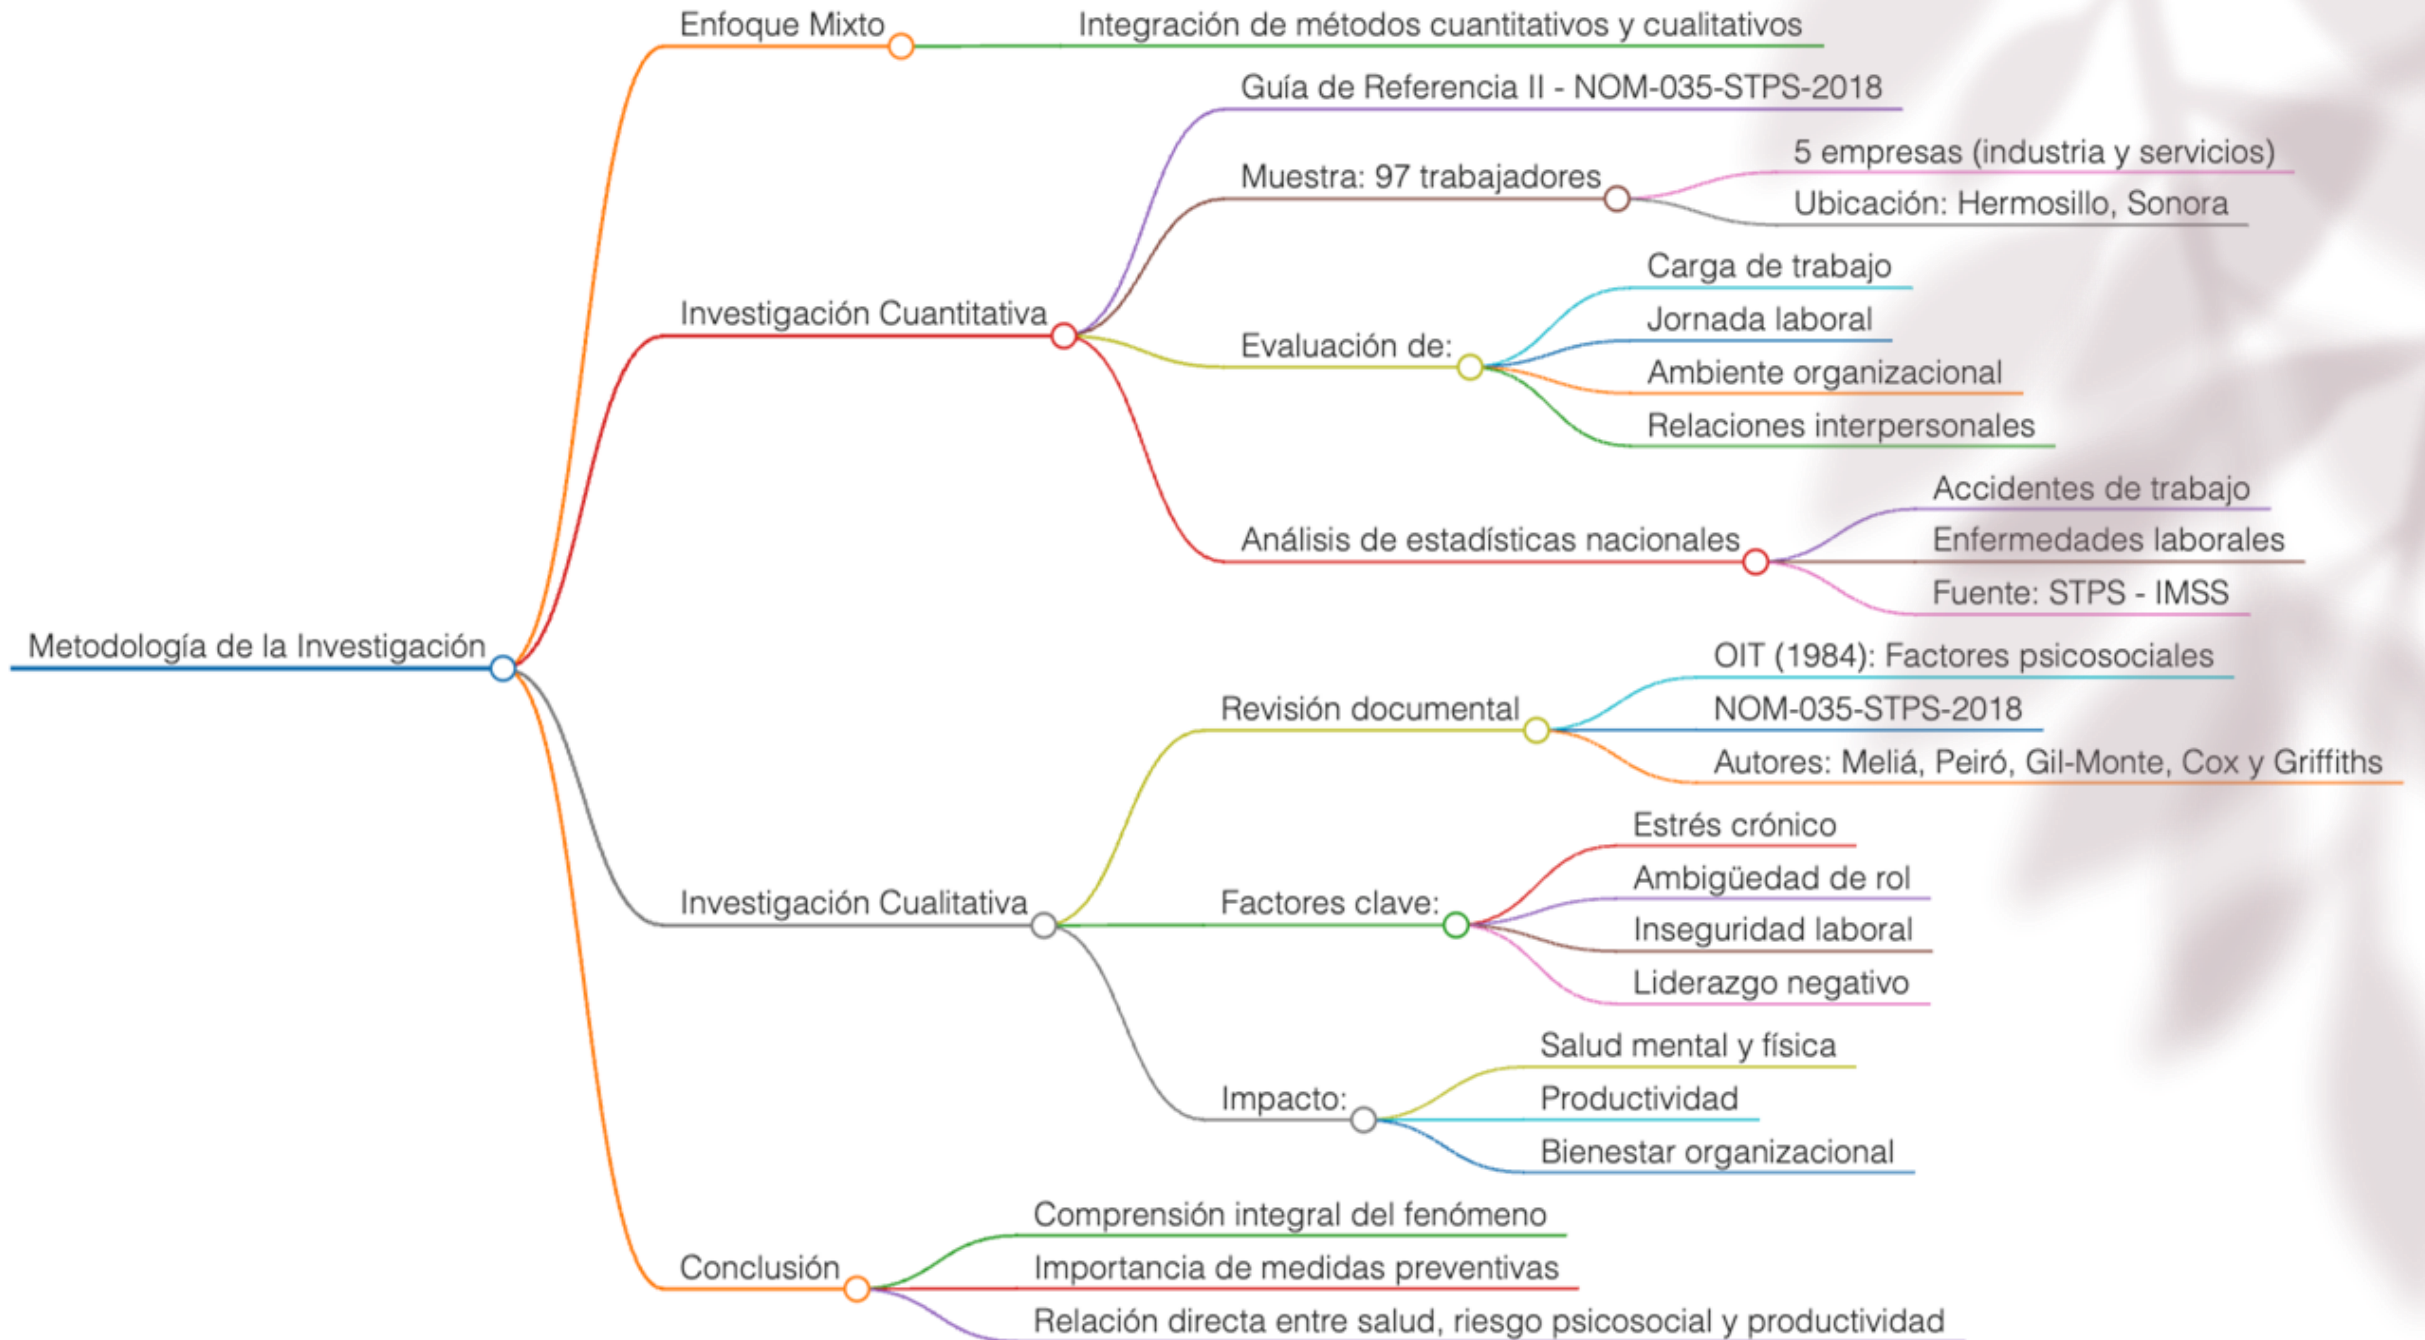 Metodología de la Investigación
Enfoque Mixto
Integración de métodos cuantitativos y cualitativos
Investigación Cuantitativa
Guía de Referencia II - NOM-035-STPS-2018
Muestra: 97 trabajadores
5 empresas (industria y servicios)
Ubicación: Hermosillo, Sonora
Evaluación de:
Carga de trabajo
Jornada laboral
Ambiente organizacional
Relaciones interpersonales
Análisis de estadísticas nacionales
Accidentes de trabajo
Enfermedades laborales
Fuente: STPS - IMSS
Investigación Cualitativa
Revisión documental
OIT (1984): Factores psicosociales
NOM-035-STPS-2018
Autores: Meliá, Peiró, Gil-Monte, Cox y Griffiths
Factores clave:
Estrés crónico
Ambigüedad de rol
Inseguridad laboral
Liderazgo negativo
Impacto:
Salud mental y física
Productividad
Bienestar organizacional
Conclusión
Comprensión integral del fenómeno
Importancia de medidas preventivas
Relación directa entre salud, riesgo psicosocial y productividad